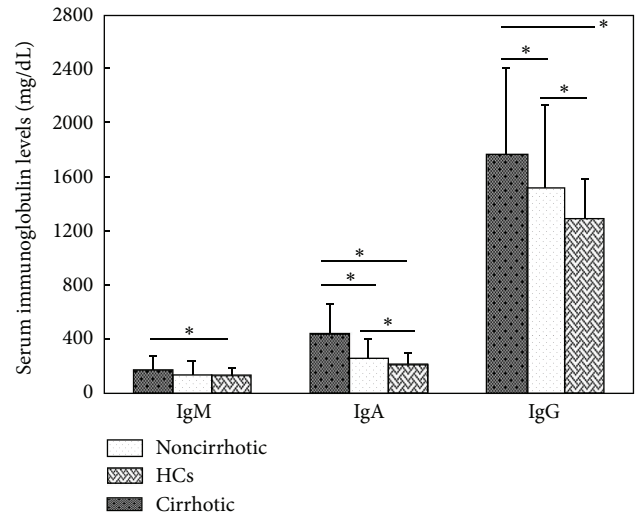 Serum immunoglobulin levels (mg/dL)
2800
2400
2000
1600
1200
800
400
0
*
*
*
*
*
*
*
IgM
IgA
IgG
Noncirrhotic
HCs
Cirrhotic